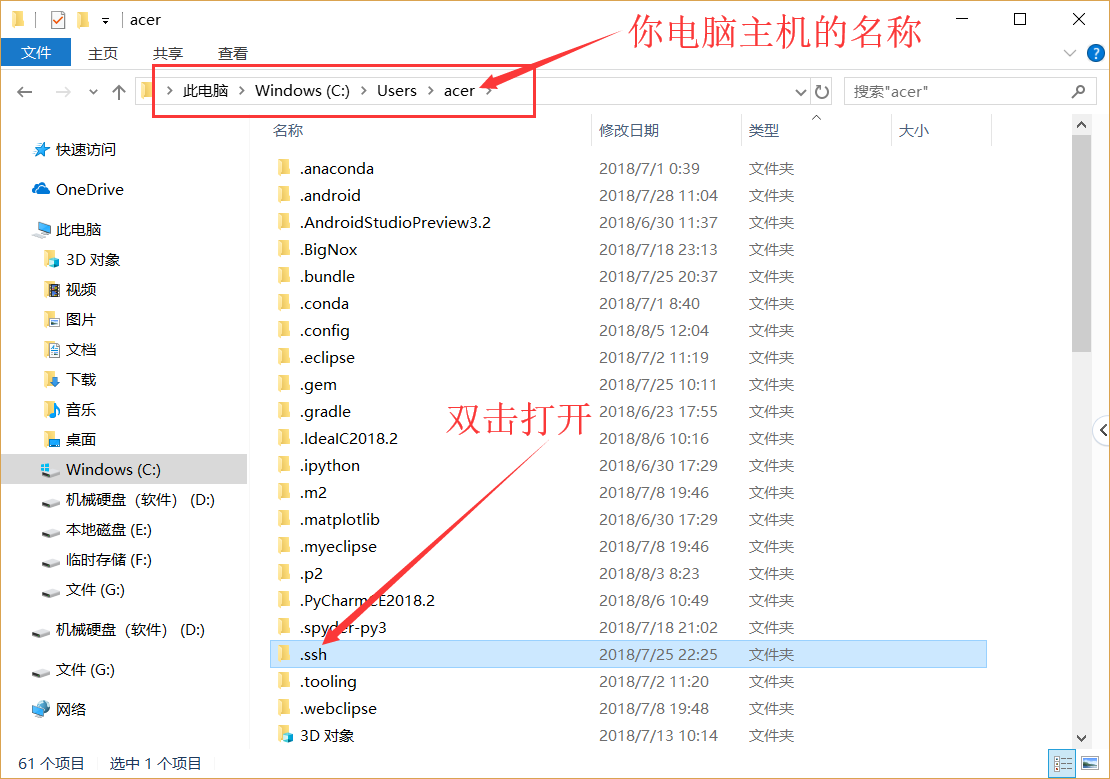 acer
你电脑主机的名称
文件 主页 共享 查看
此电脑 Windows (C:) Users acer
搜索"acer"
名称 修改日期 类型 大小
快速访问
OneDrive
此电脑
3D 对象
视频
图片
文档
下载
音乐
桌面
Windows (C:)
机械硬盘（软件） (D:)
本地磁盘 (E:)
临时存储 (F:)
文件 (G:)
机械硬盘（软件） (D:)
文件 (G:)
网络
.anaconda 2018/7/1 0:39 文件夹
.android 2018/7/28 11:04 文件夹
.AndroidStudioPreview3.2 2018/6/30 11:37 文件夹
.BigNox 2018/7/18 23:13 文件夹
.bundle 2018/7/25 20:37 文件夹
.conda 2018/7/1 8:40 文件夹
.config 2018/8/5 12:04 文件夹
.eclipse 2018/7/2 11:19 文件夹
.gem 2018/7/25 10:11 文件夹
.gradle 2018/6/23 17:55 文件夹
双击打开
.IdeaIC2018.2 2018/8/6 10:16 文件夹
.ipython 2018/6/30 17:29 文件夹
.m2 2018/7/8 19:46 文件夹
.matplotlib 2018/6/30 17:29 文件夹
.myeclipse 2018/7/8 19:46 文件夹
.p2 2018/8/3 8:23 文件夹
.PyCharmCE2018.2 2018/8/6 10:49 文件夹
.spyder-py3 2018/7/18 21:02 文件夹
.ssh 2018/7/25 22:25 文件夹
.tooling 2018/7/2 11:20 文件夹
.webclipse 2018/7/8 19:48 文件夹
3D 对象 2018/7/13 10:14 文件夹
61 个项目 选中 1 个项目